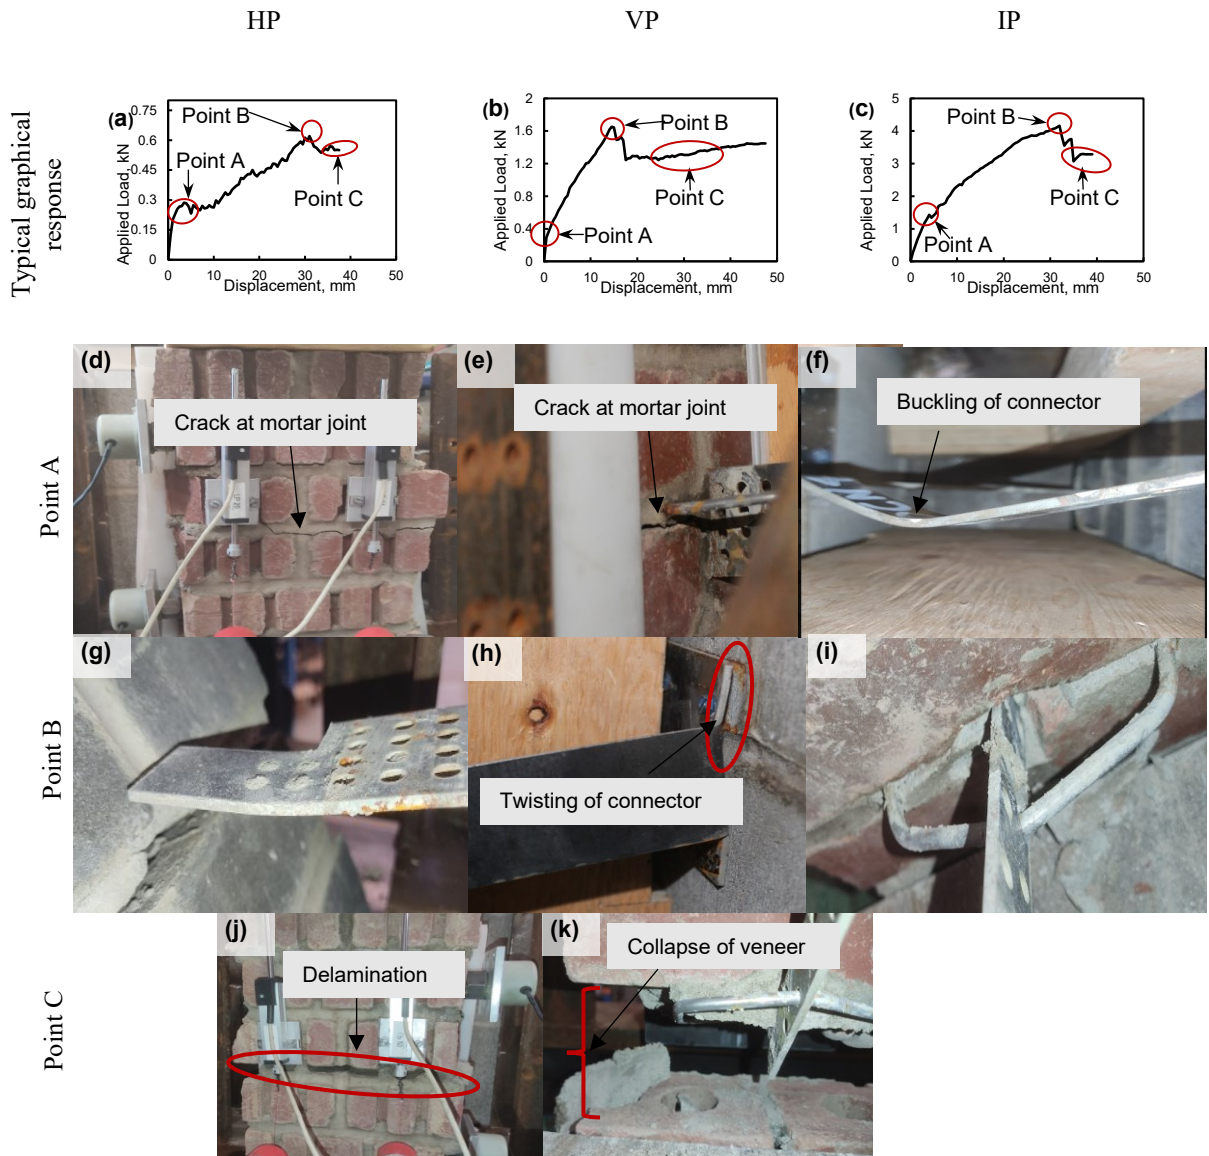 HP
VP
IP
Typical graphical
response
(a)
Applied Load, kN
0.75
0.6
0.45
0.3
0.15
0
0 10 20 30 40 50
Displacement, mm
Point B
Point A
Point C
(b)
Applied Load, kN
2
1.6
1.2
0.8
0.4
0
0 10 20 30 40 50
Displacement, mm
Point B
Point C
Point A
(c)
Applied Load, kN
5
4
3
2
1
0
0 10 20 30 40 50
Displacement, mm
Point B
Point C
Point A
Point A
(d)
Crack at mortar joint
(e)
Crack at mortar joint
(f)
Buckling of connector
Point B
(g)
(h)
Twisting of connector
(i)
Point C
(j)
Delamination
(k)
Collapse of veneer